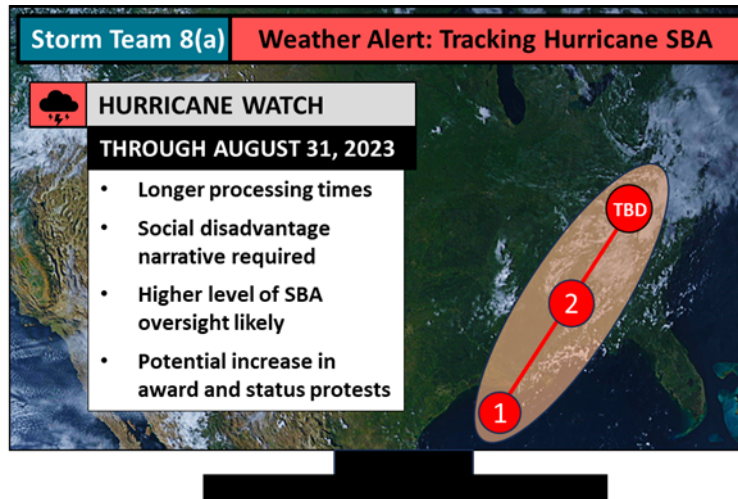 Storm Team 8(a)
Weather Alert: Tracking Hurricane SBA
HURRICANE WATCH
THROUGH AUGUST 31, 2023
• Longer processing times
• Social disadvantage
narrative required
• Higher level of SBA
oversight likely
• Potential increase in
award and status protests
TBD
2
1